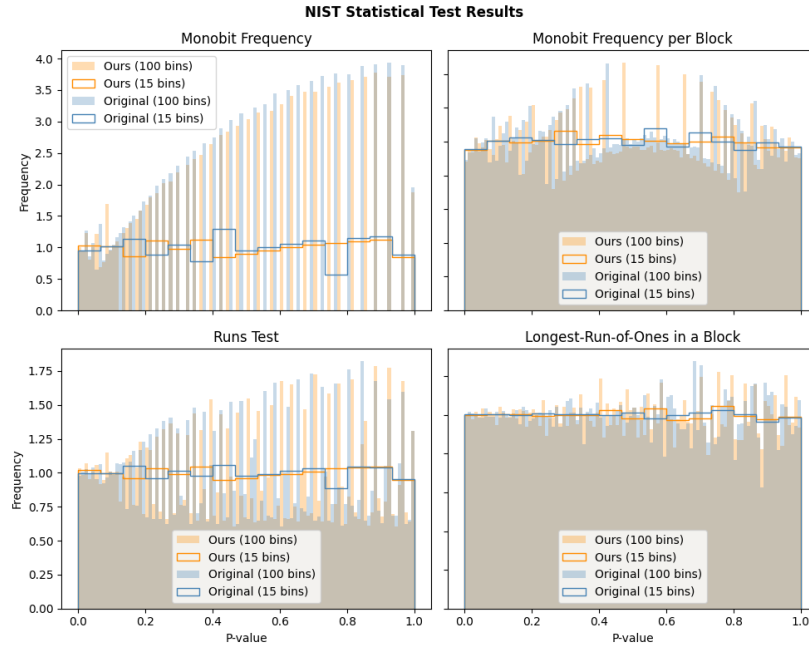 NIST Statistical Test Results
Monobit Frequency
Monobit Frequency per Block
4.0
3.5
3.0
2.5
2.0
1.5
1.0
0.5
0.0
Frequency
Ours (100 bins)
Ours (15 bins)
Original (100 bins)
Original (15 bins)
Ours (100 bins)
Ours (15 bins)
Original (100 bins)
Original (15 bins)
Runs Test
Longest-Run-of-Ones in a Block
1.75
1.50
1.25
1.00
0.75
0.50
0.25
0.00
Frequency
Ours (100 bins)
Ours (15 bins)
Original (100 bins)
Original (15 bins)
Ours (100 bins)
Ours (15 bins)
Original (100 bins)
Original (15 bins)
0.0 0.2 0.4 0.6 0.8 1.0
0.0 0.2 0.4 0.6 0.8 1.0
P-value
P-value